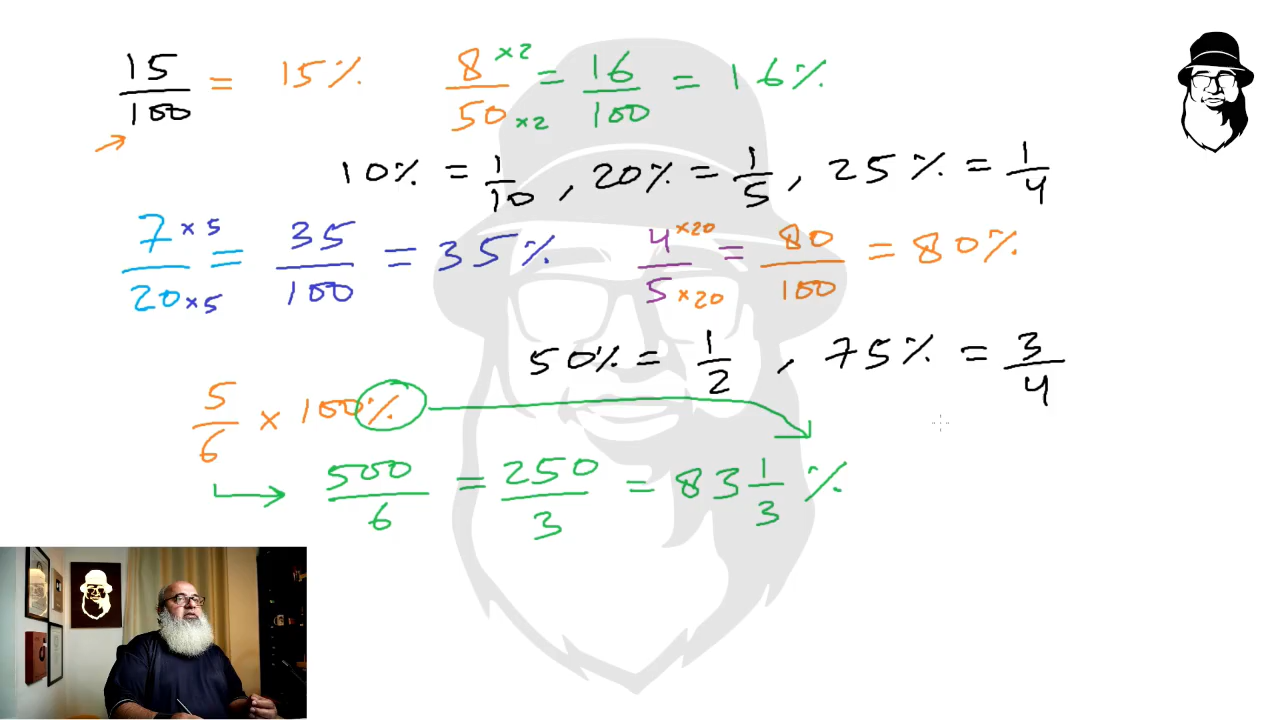 15/100 = 15%
8/50 ×2 ×2 = 16/100 = 16%
10% = 1/10 , 20% = 1/5 , 25% = 1/4
7/20 ×5 ×5 = 35/100 = 35%
4/5 ×20 ×20 = 80/100 = 80%
50% = 1/2 , 75% = 3/4
5/6 × 100%
→ 500/6 = 250/3 = 83 1/3 %